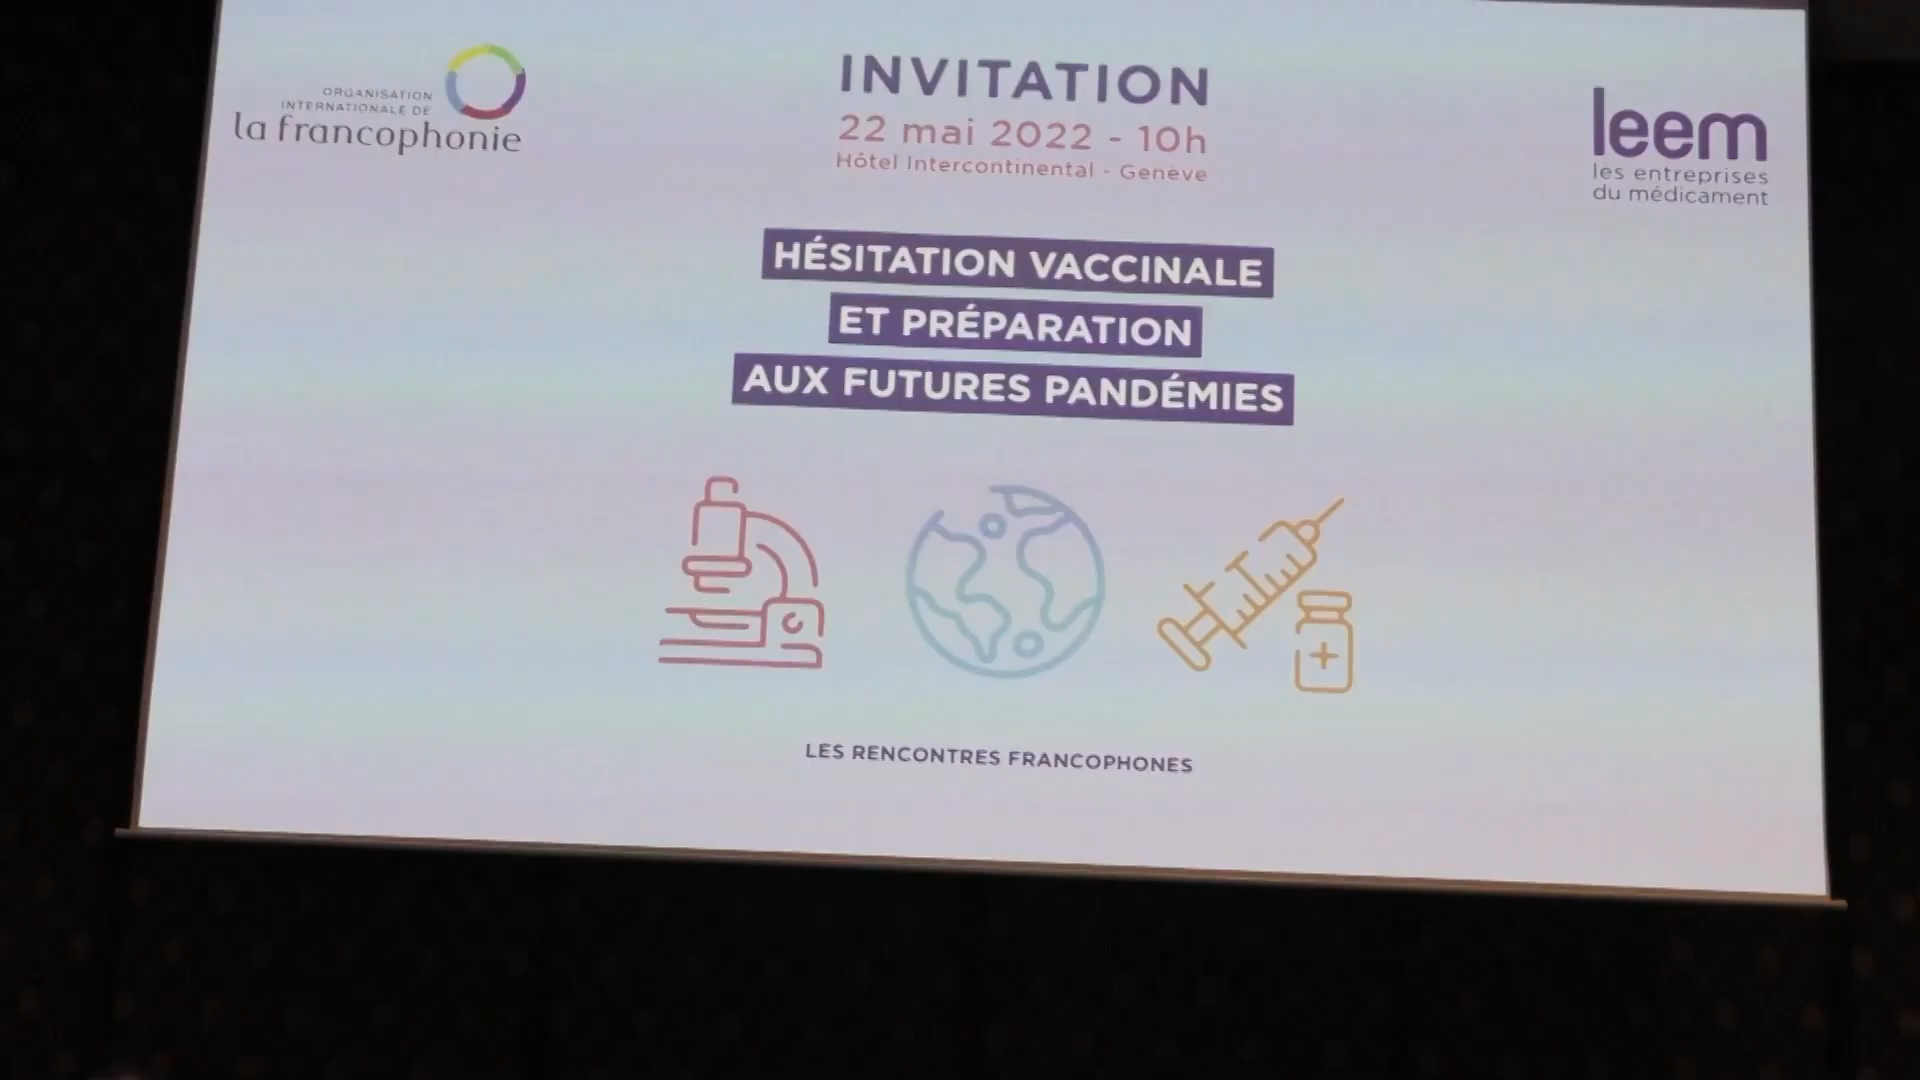 ORGANISATION
INTERNATIONALE DE
la francophonie
INVITATION
22 mai 2022 - 10h
Hôtel Intercontinental - Genève
leem
les entreprises
du médicament
HÉSITATION VACCINALE
ET PRÉPARATION
AUX FUTURES PANDÉMIES
LES RENCONTRES FRANCOPHONES